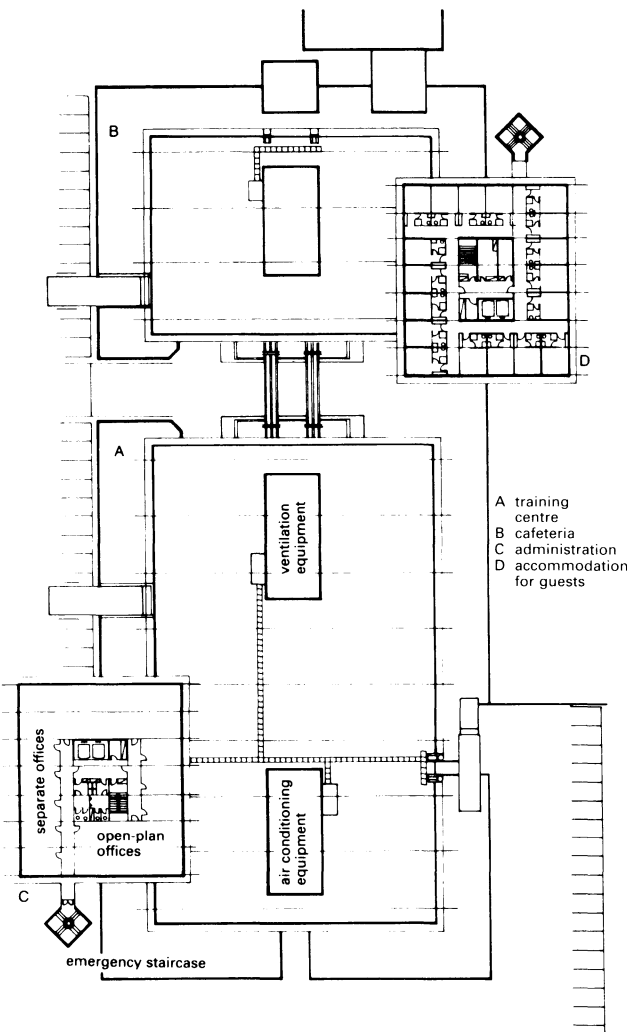 B
D
A
ventilation
equipment
A training
centre
B cafeteria
C administration
D accommodation
for guests
separate offices
open-plan
offices
air conditioning
equipment
C
emergency staircase